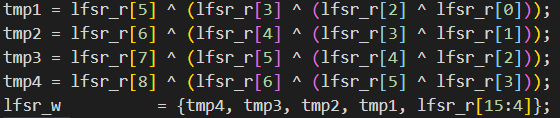 tmp1 = lfsr_r[5] ^ (lfsr_r[3] ^ (lfsr_r[2] ^ lfsr_r[0]));
tmp2 = lfsr_r[6] ^ (lfsr_r[4] ^ (lfsr_r[3] ^ lfsr_r[1]));
tmp3 = lfsr_r[7] ^ (lfsr_r[5] ^ (lfsr_r[4] ^ lfsr_r[2]));
tmp4 = lfsr_r[8] ^ (lfsr_r[6] ^ (lfsr_r[5] ^ lfsr_r[3]));
lfsr_w = {tmp4, tmp3, tmp2, tmp1, lfsr_r[15:4]};